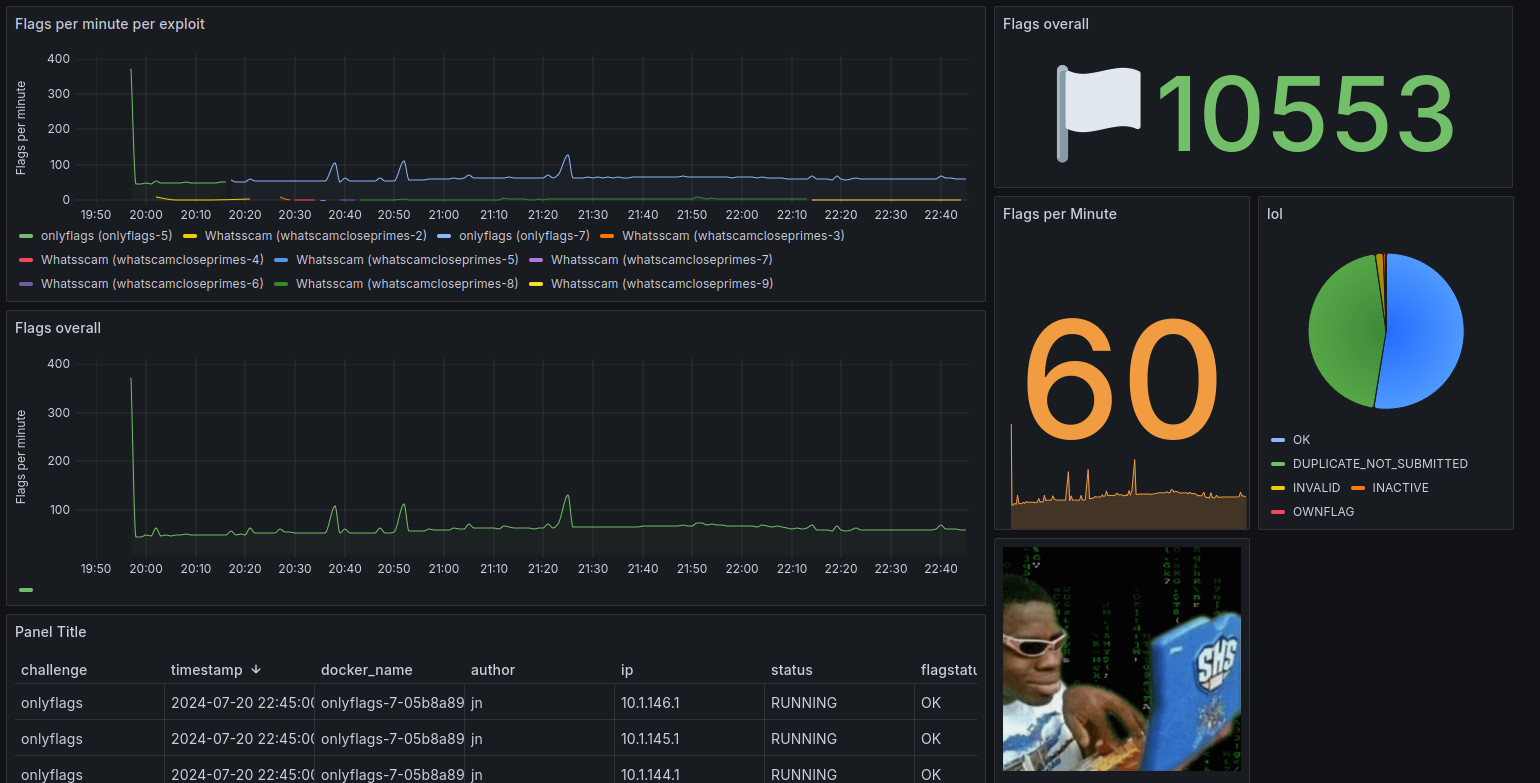 Flags per minute per exploit
Flags per minute
400
300
200
100
0
19:50 20:00 20:10 20:20 20:30 20:40 20:50 21:00 21:10 21:20 21:30 21:40 21:50 22:00 22:10 22:20 22:30 22:40
onlyflags (onlyflags-5) Whatsscam (whatscamcloseprimes-2) onlyflags (onlyflags-7) Whatsscam (whatscamcloseprimes-3)
Whatsscam (whatscamcloseprimes-4) Whatsscam (whatscamcloseprimes-5) Whatsscam (whatscamcloseprimes-7)
Whatsscam (whatscamcloseprimes-6) Whatsscam (whatscamcloseprimes-8) Whatsscam (whatscamcloseprimes-9)
Flags overall
10553
Flags per Minute
60
lol
OK
DUPLICATE_NOT_SUBMITTED
INVALID INACTIVE
OWNFLAG
Flags overall
Flags per minute
400
300
200
100
19:50 20:00 20:10 20:20 20:30 20:40 20:50 21:00 21:10 21:20 21:30 21:40 21:50 22:00 22:10 22:20 22:30 22:40
Panel Title
challenge timestamp docker_name author ip status flagstatu
onlyflags 2024-07-20 22:45:00 onlyflags-7-05b8a89 jn 10.1.146.1 RUNNING OK
onlyflags 2024-07-20 22:45:00 onlyflags-7-05b8a89 jn 10.1.145.1 RUNNING OK
onlyflags 2024-07-20 22:45:00 onlyflags-7-05b8a89 jn 10.1.144.1 RUNNING OK
SHS